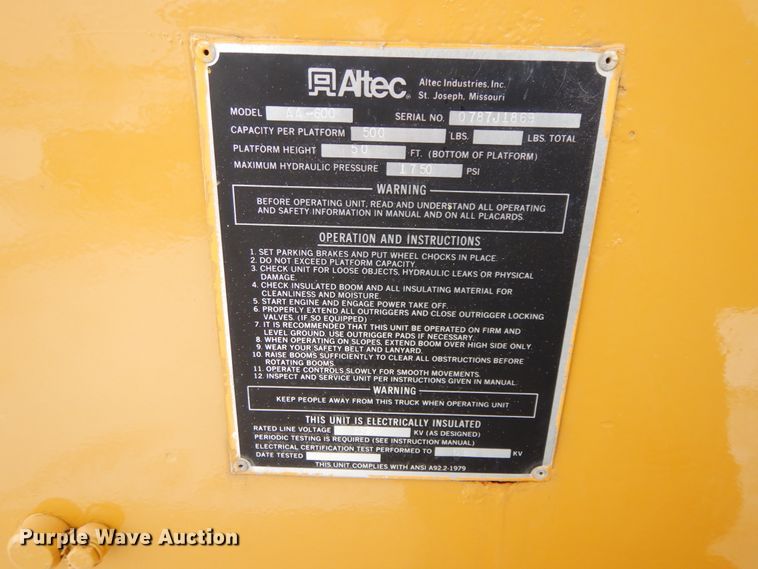 Altec® Altec Industries, Inc.
St. Joseph, Missouri
MODEL AA-600 SERIAL NO. 0787J1869
CAPACITY PER PLATFORM 500 LBS. LBS. TOTAL
PLATFORM HEIGHT 50 FT. (BOTTOM OF PLATFORM)
MAXIMUM HYDRAULIC PRESSURE 1750 PSI
WARNING
BEFORE OPERATING UNIT, READ AND UNDERSTAND ALL OPERATING
AND SAFETY INFORMATION IN MANUAL AND ON ALL PLACARDS.
OPERATION AND INSTRUCTIONS
1. SET PARKING BRAKES AND PUT WHEEL CHOCKS IN PLACE.
2. DO NOT EXCEED PLATFORM CAPACITY.
3. CHECK UNIT FOR LOOSE OBJECTS, HYDRAULIC LEAKS OR PHYSICAL
DAMAGE.
4. CHECK INSULATED BOOM AND ALL INSULATING MATERIAL FOR
CLEANLINESS AND MOISTURE.
5. START ENGINE AND ENGAGE POWER TAKE OFF.
6. PROPERLY EXTEND ALL OUTRIGGERS AND CLOSE OUTRIGGER LOCKING
VALVES. (IF SO EQUIPPED)
7. IT IS RECOMMENDED THAT THIS UNIT BE OPERATED ON FIRM AND
LEVEL GROUND. USE OUTRIGGER PADS IF NECESSARY.
8. WHEN OPERATING ON SLOPES, EXTEND BOOM OVER HIGH SIDE ONLY.
9. WEAR YOUR SAFETY BELT AND LANYARD.
10. RAISE BOOMS SUFFICIENTLY TO CLEAR ALL OBSTRUCTIONS BEFORE
ROTATING BOOMS.
11. OPERATE CONTROLS SLOWLY FOR SMOOTH MOVEMENTS.
12. INSPECT AND SERVICE UNIT PER INSTRUCTIONS GIVEN IN MANUAL.
WARNING
KEEP PEOPLE AWAY FROM THIS TRUCK WHEN OPERATING UNIT
THIS UNIT IS ELECTRICALLY INSULATED
RATED LINE VOLTAGE KV (AS DESIGNED)
PERIODIC TESTING IS REQUIRED (SEE INSTRUCTION MANUAL)
ELECTRICAL CERTIFICATION TEST PERFORMED TO KV
DATE TESTED
THIS UNIT COMPLIES WITH ANSI A92.2-1979
Purple Wave Auction